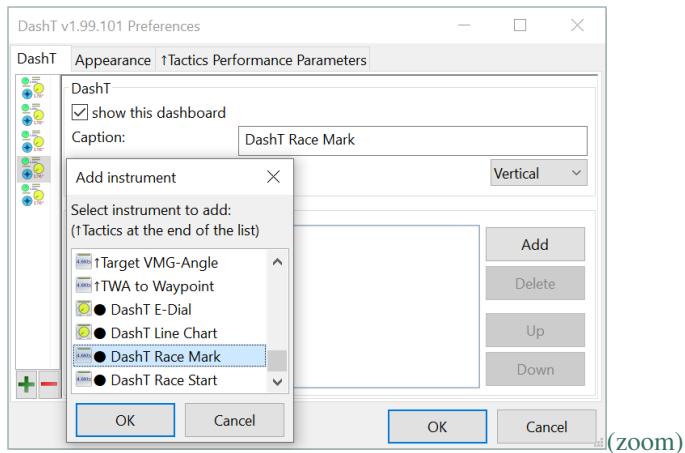 DashT v1.99.101 Preferences
DashT Appearance ↑Tactics Performance Parameters
DashT
show this dashboard
Caption: DashT Race Mark
Vertical
Add instrument
Select instrument to add:
(↑Tactics at the end of the list)
↑Target VMG-Angle
↑TWA to Waypoint
● DashT E-Dial
● DashT Line Chart
● DashT Race Mark
● DashT Race Start
OK Cancel
Add
Delete
Up
Down
OK Cancel
(zoom)